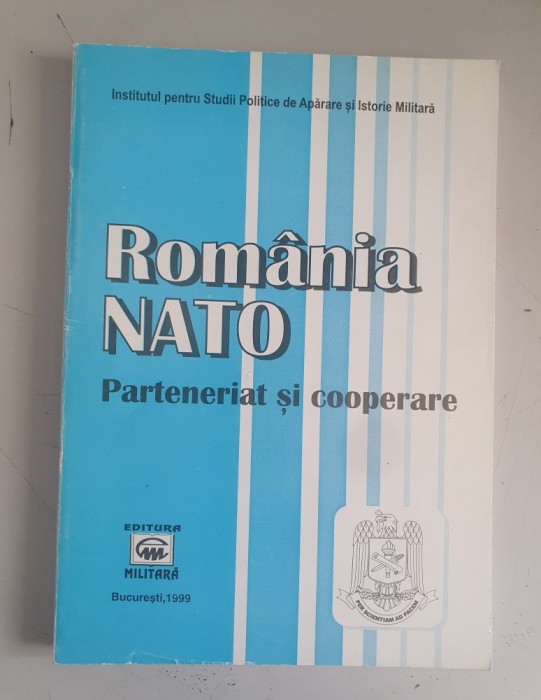 Institutul pentru Studii Politice de Apărare și Istorie Militară
România
NATO
Parteneriat și cooperare
EDITURA
MILITARĂ
București,1999
PER SCIENTIAM AD PACEM